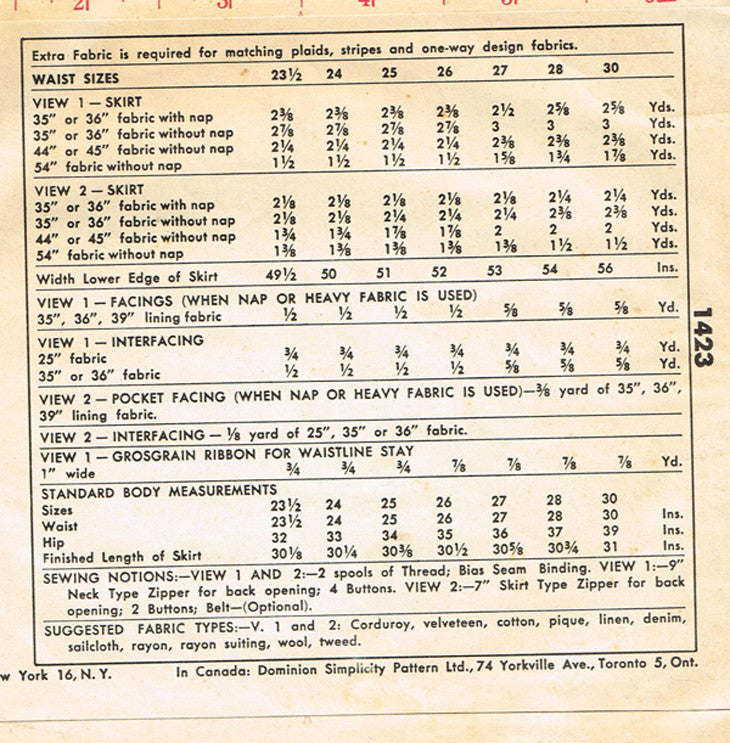 Extra Fabric is required for matching plaids, stripes and one-way design fabrics.
WAIST SIZES 23½ 24 25 26 27 28 30
VIEW 1 — SKIRT
35" or 36" fabric with nap 2⅜ 2⅜ 2⅜ 2⅜ 2½ 2⅝ 2⅝ Yds.
35" or 36" fabric without nap 2⅞ 2⅞ 2⅞ 2⅞ 3 3 3 Yds.
44" or 45" fabric without nap 2¼ 2¼ 2¼ 2¼ 2⅜ 2⅜ 2⅜ Yds.
54" fabric without nap 1½ 1½ 1½ 1½ 1⅝ 1¾ 1⅞ Yds.
VIEW 2 — SKIRT
35" or 36" fabric with nap 2⅛ 2⅛ 2⅛ 2⅛ 2⅛ 2¼ 2¼ Yds.
35" or 36" fabric without nap 2⅛ 2⅛ 2¼ 2¼ 2¼ 2⅜ 2⅜ Yds.
44" or 45" fabric without nap 1¾ 1¾ 1⅞ 1⅞ 2 2 2 Yds.
54" fabric without nap 1⅜ 1⅜ 1⅜ 1⅜ 1⅜ 1½ 1½ Yds.
Width Lower Edge of Skirt 49½ 50 51 52 53 54 56 Ins.
VIEW 1 — FACINGS (WHEN NAP OR HEAVY FABRIC IS USED)
35", 36", 39" lining fabric ½ ½ ½ ½ ⅝ ⅝ ⅝ Yd.
VIEW 1 — INTERFACING
25" fabric ¾ ¾ ¾ ¾ ¾ ¾ ¾ Yd.
35" or 36" fabric ½ ½ ½ ½ ⅝ ⅝ ⅝ Yd.
VIEW 2 — POCKET FACING (WHEN NAP OR HEAVY FABRIC IS USED)—⅜ yard of 35", 36",
39" lining fabric.
VIEW 2 — INTERFACING — ⅛ yard of 25", 35" or 36" fabric.
VIEW 1 — GROSGRAIN RIBBON FOR WAISTLINE STAY
1" wide ¾ ¾ ¾ ⅞ ⅞ ⅞ ⅞ Yd.
STANDARD BODY MEASUREMENTS
Sizes 23½ 24 25 26 27 28 30
Waist 23½ 24 25 26 27 28 30 Ins.
Hip 32 33 34 35 36 37 39 Ins.
Finished Length of Skirt 30⅛ 30¼ 30⅜ 30½ 30⅝ 30¾ 31 Ins.
SEWING NOTIONS:—VIEW 1 AND 2:—2 spools of Thread; Bias Seam Binding. VIEW 1:—9"
Neck Type Zipper for back opening; 4 Buttons. VIEW 2:—7" Skirt Type Zipper for back
opening; 2 Buttons; Belt—(Optional).
SUGGESTED FABRIC TYPES:—V. 1 and 2: Corduroy, velveteen, cotton, pique, linen, denim,
sailcloth, rayon, rayon suiting, wool, tweed.
w York 16, N. Y. In Canada: Dominion Simplicity Pattern Ltd., 74 Yorkville Ave., Toronto 5, Ont.
1423